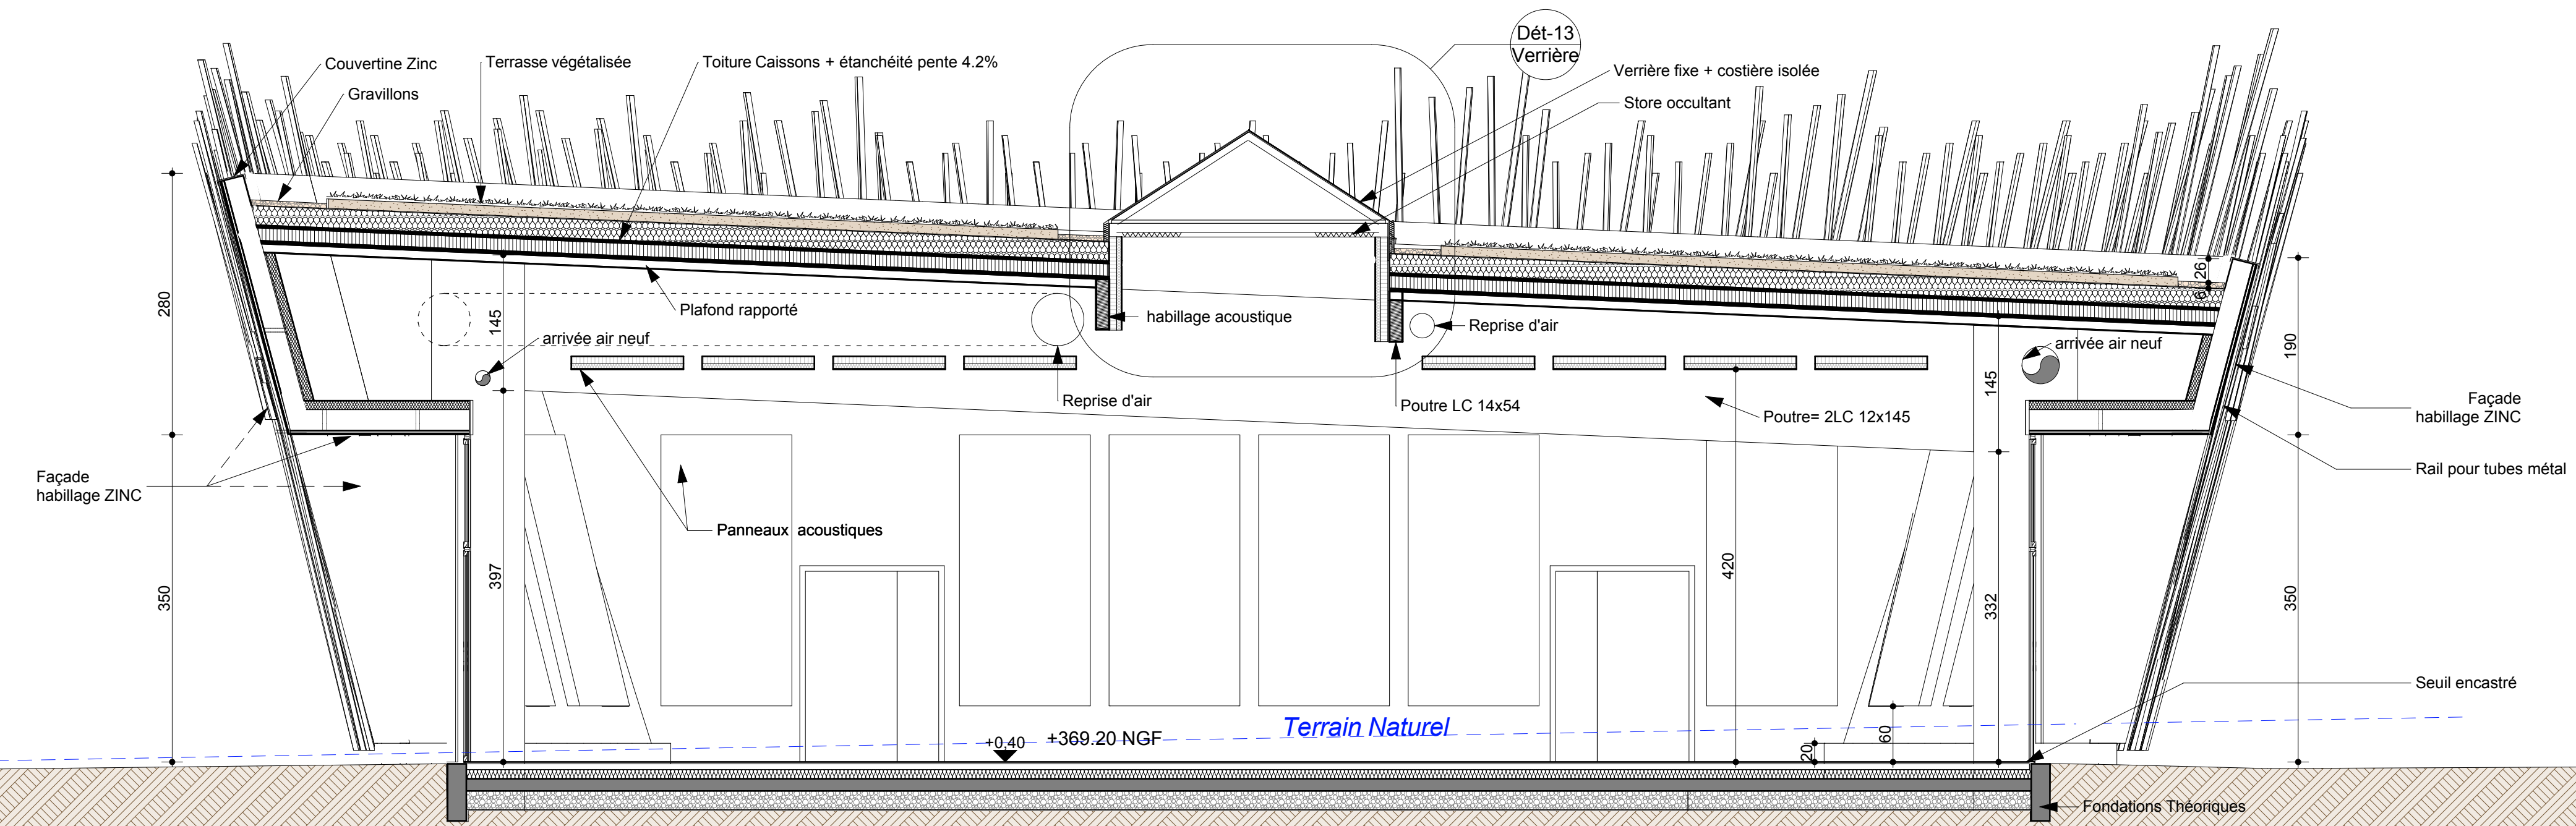 Dét-13
Verrière
Couvertine Zinc
Terrasse végétalisée
Toiture Caissons + étanchéité pente 4.2%
Verrière fixe + costière isolée
Gravillons
Store occultant
26
6
280
145
Plafond rapporté
habillage acoustique
Reprise d'air
arrivée air neuf
arrivée air neuf
190
145
Reprise d'air
Poutre LC 14x54
Poutre= 2LC 12x145
Façade
habillage ZINC
Rail pour tubes métal
Façade
habillage ZINC
Panneaux acoustiques
350
397
420
332
350
Seuil encastré
Terrain Naturel
+0,40
+369.20 NGF
20
60
Fondations Théoriques